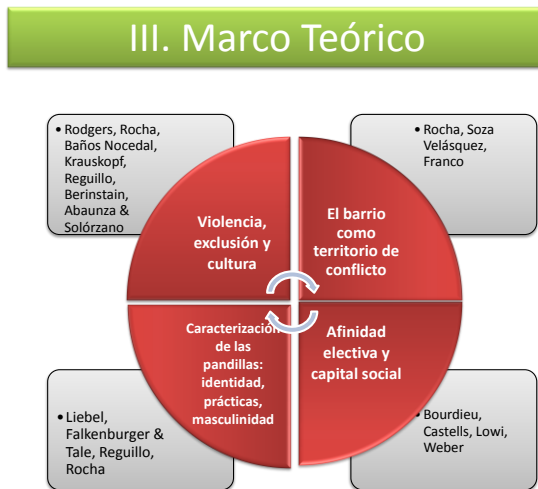 III. Marco Teórico
• Rodgers, Rocha,
Baños Nocedal,
Krauskopf,
Reguillo,
Berinstain,
Abaunza &
Solórzano
• Rocha, Soza
Velásquez,
Franco
Violencia,
exclusión y
cultura
El barrio
como
territorio de
conflicto
Caracterización
de las
pandillas:
identidad,
prácticas,
masculinidad
Afinidad
electiva y
capital social
• Liebel,
Falkenburger &
Tale, Reguillo,
Rocha
• Bourdieu,
Castells, Lowi,
Weber